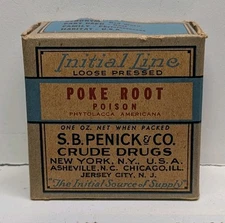 Initial Line
LOOSE PRESSED
POKE ROOT
POISON
PHYTOLACCA AMERICANA
ONE OZ. NET WHEN PACKED
S.B. PENICK & CO.
CRUDE DRUGS
NEW YORK, N.Y., U.S.A.
ASHEVILLE, N.C. CHICAGO, ILL.
JERSEY CITY, N.J.
"The Initial Source of Supply"